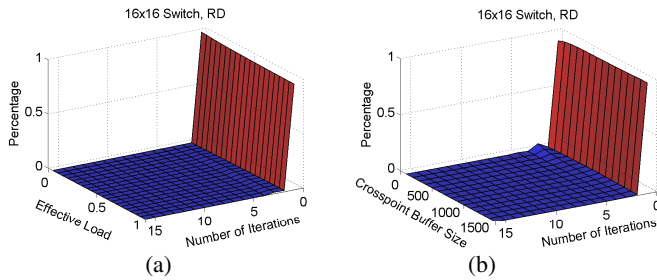 16x16 Switch, RD
1
0.5
0
Percentage
0
0.5
1
Effective Load
15
10
5
0
Number of Iterations
(a)
16x16 Switch, RD
1
0.5
0
Percentage
0
500
1000
1500
Crosspoint Buffer Size
15
10
5
0
Number of Iterations
(b)